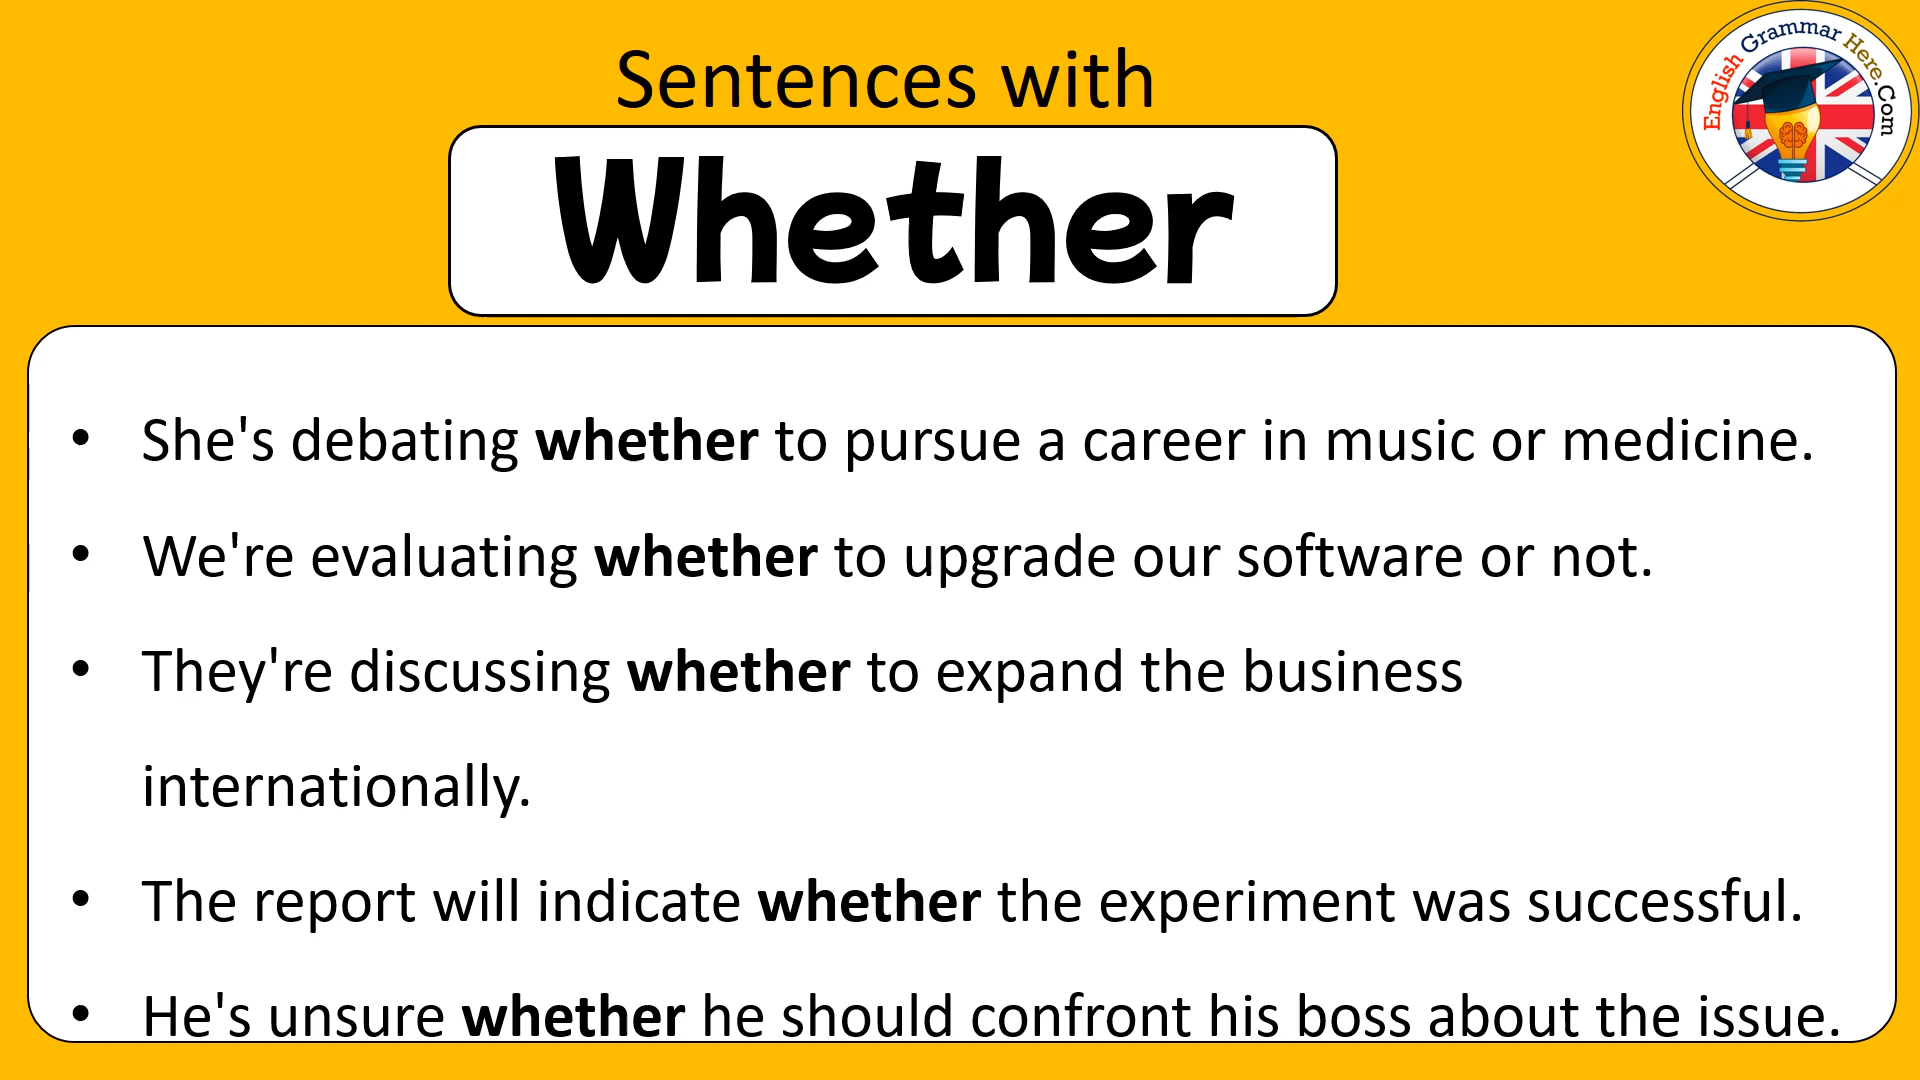 Sentences with
English Grammar Here.Com
Whether
• She's debating whether to pursue a career in music or medicine.
• We're evaluating whether to upgrade our software or not.
• They're discussing whether to expand the business
internationally.
• The report will indicate whether the experiment was successful.
• He's unsure whether he should confront his boss about the issue.